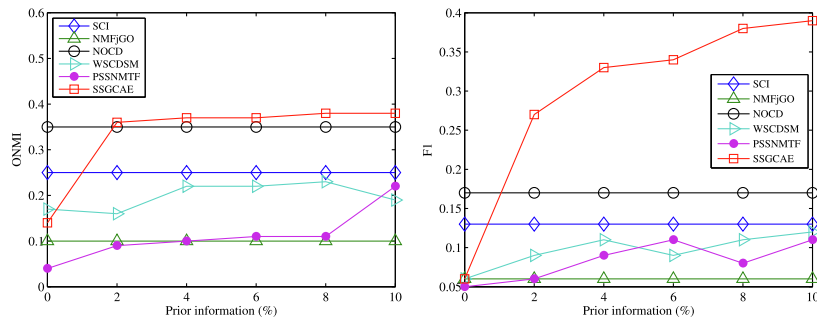 0.6
0.5
0.4
0.3
0.2
0.1
0
ONMI
SCI
NMFjGO
NOCD
WSCDSM
PSSNMTF
SSGCAE
0 2 4 6 8 10
Prior information (%)
0.4
0.35
0.3
0.25
0.2
0.15
0.1
0.05
F1
SCI
NMFjGO
NOCD
WSCDSM
PSSNMTF
SSGCAE
0 2 4 6 8 10
Prior information (%)